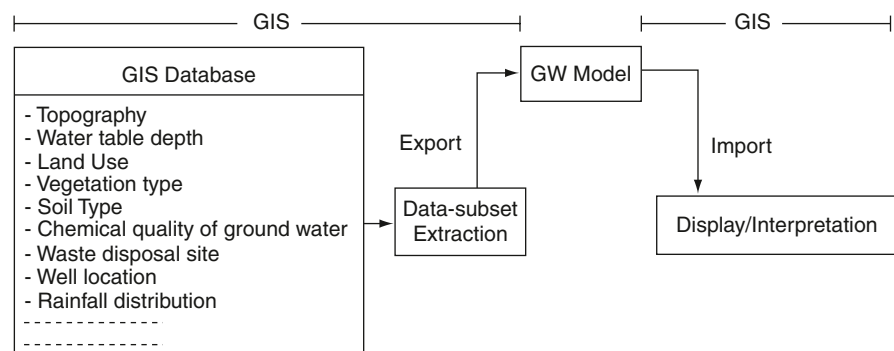 GIS
GIS
GIS Database
- Topography
- Water table depth
- Land Use
- Vegetation type
- Soil Type
- Chemical quality of ground water
- Waste disposal site
- Well location
- Rainfall distribution
Export
Data-subset
Extraction
GW Model
Import
Display/Interpretation